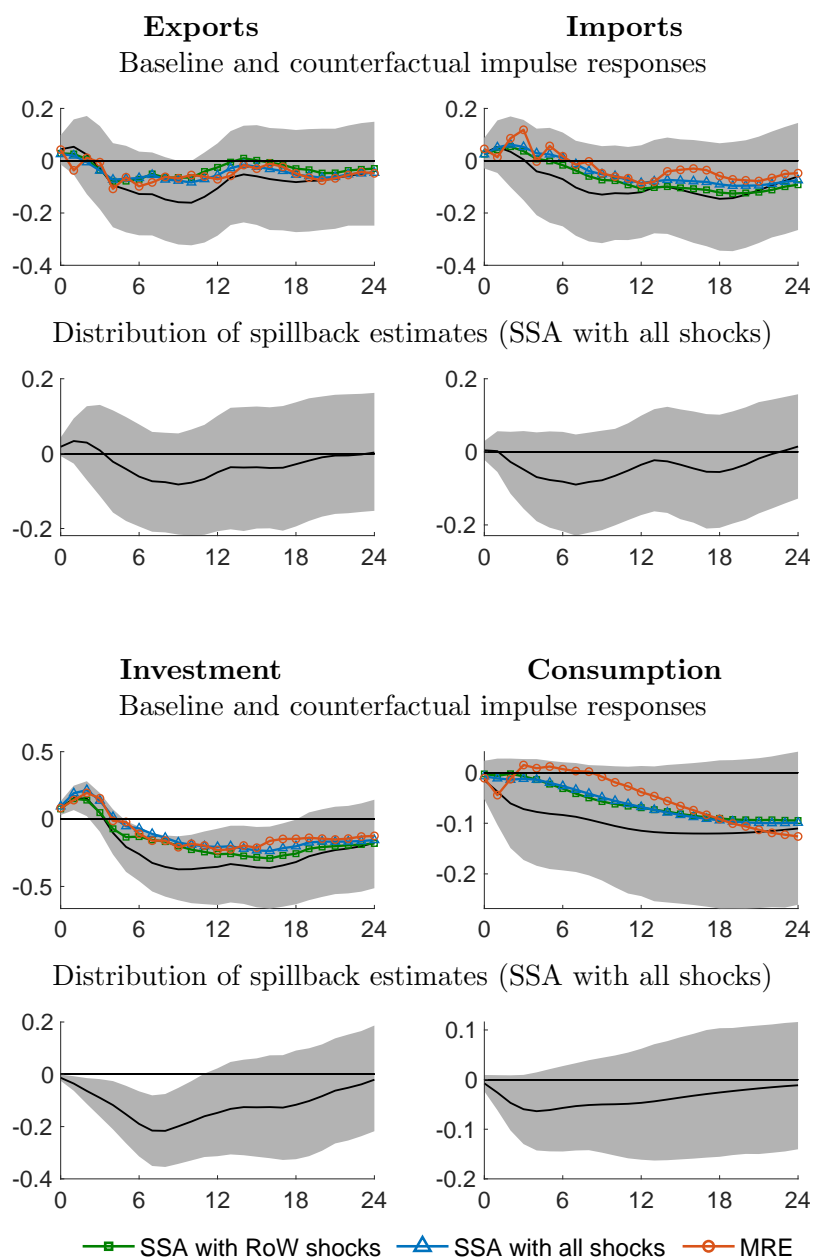 Exports Imports
Baseline and counterfactual impulse responses
0.2 0.2
0 0
-0.2 -0.2
-0.4 -0.4
0 6 12 18 24 0 6 12 18 24
Distribution of spillback estimates (SSA with all shocks)
0.2 0.2
0 0
-0.2 -0.2
0 6 12 18 24 0 6 12 18 24
Investment Consumption
Baseline and counterfactual impulse responses
0.5 0
0 -0.1
-0.5 -0.2
0 6 12 18 24 0 6 12 18 24
Distribution of spillback estimates (SSA with all shocks)
0.2 0.1
0 0
-0.2 -0.1
-0.4 -0.2
0 6 12 18 24 0 6 12 18 24
SSA with RoW shocks SSA with all shocks MRE